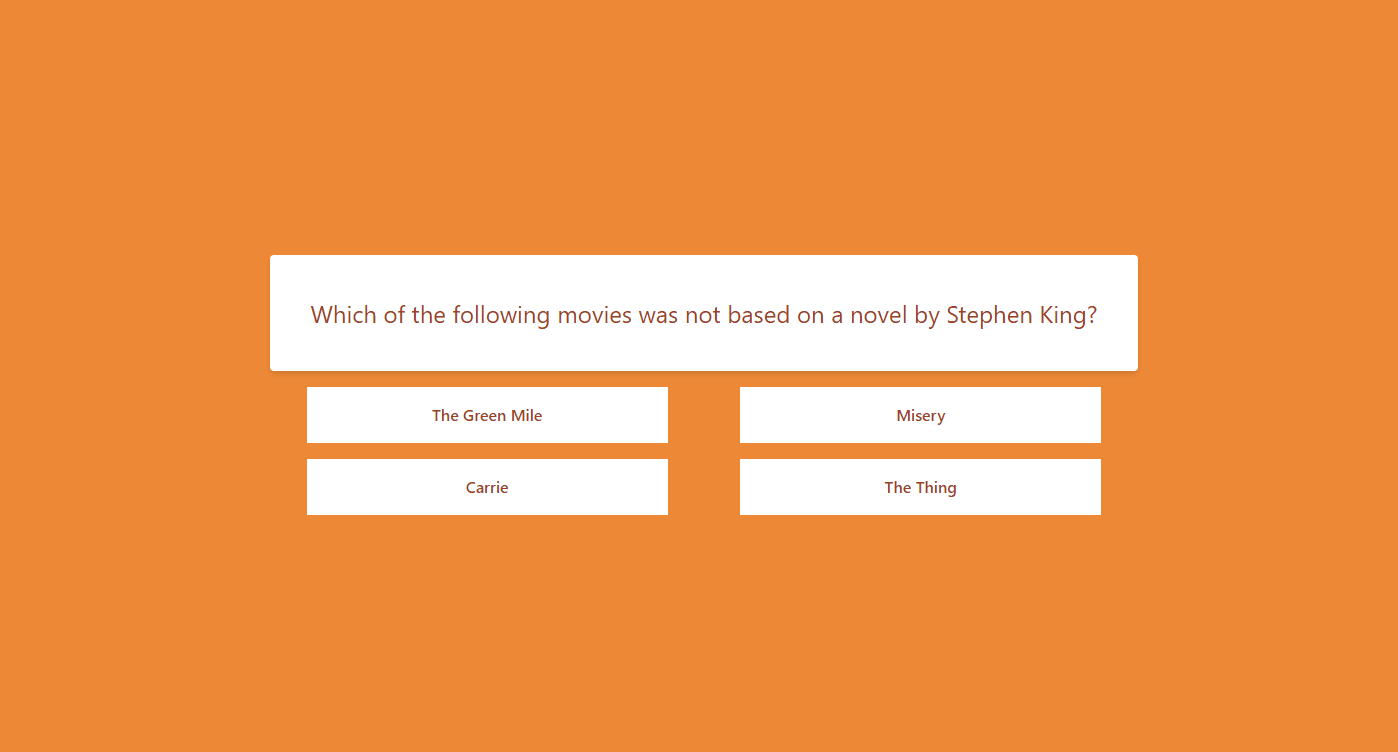 Which of the following movies was not based on a novel by Stephen King?
The Green Mile
Misery
Carrie
The Thing